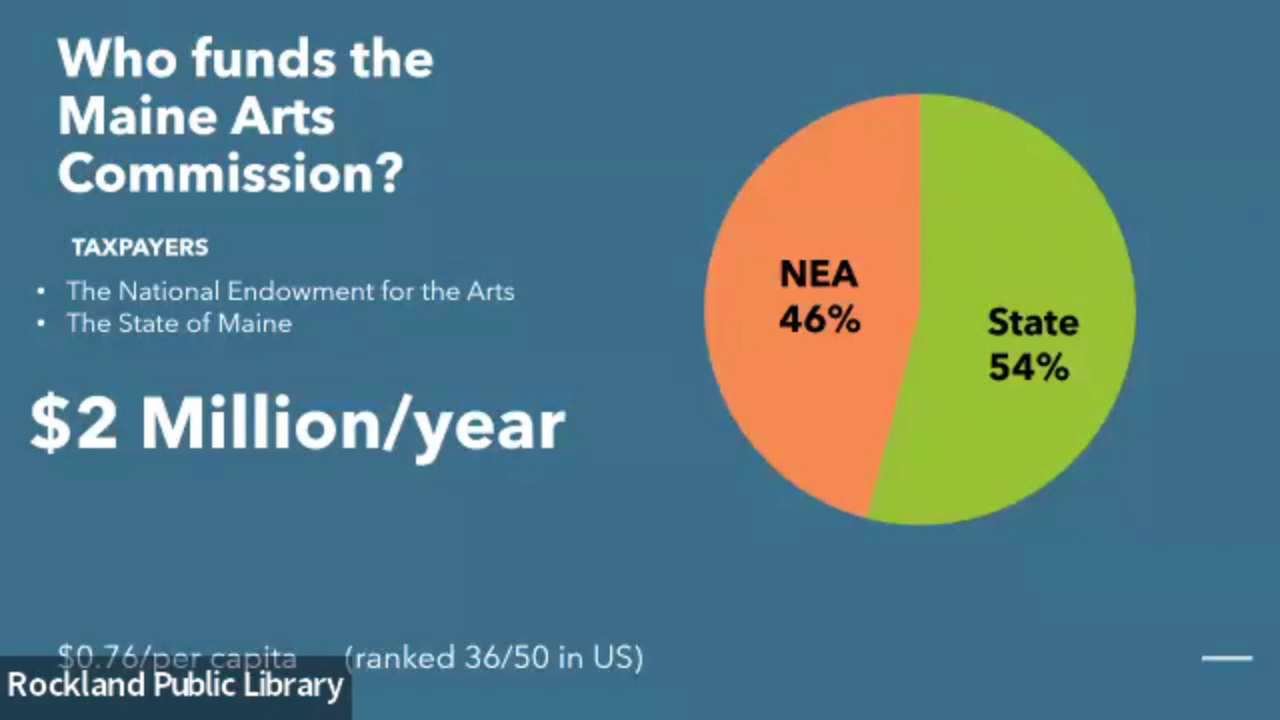 Who funds the
Maine Arts
Commission?
TAXPAYERS
• The National Endowment for the Arts
• The State of Maine
$2 Million/year
NEA
46%
State
54%
$0.76/per capita (ranked 36/50 in US)
Rockland Public Library